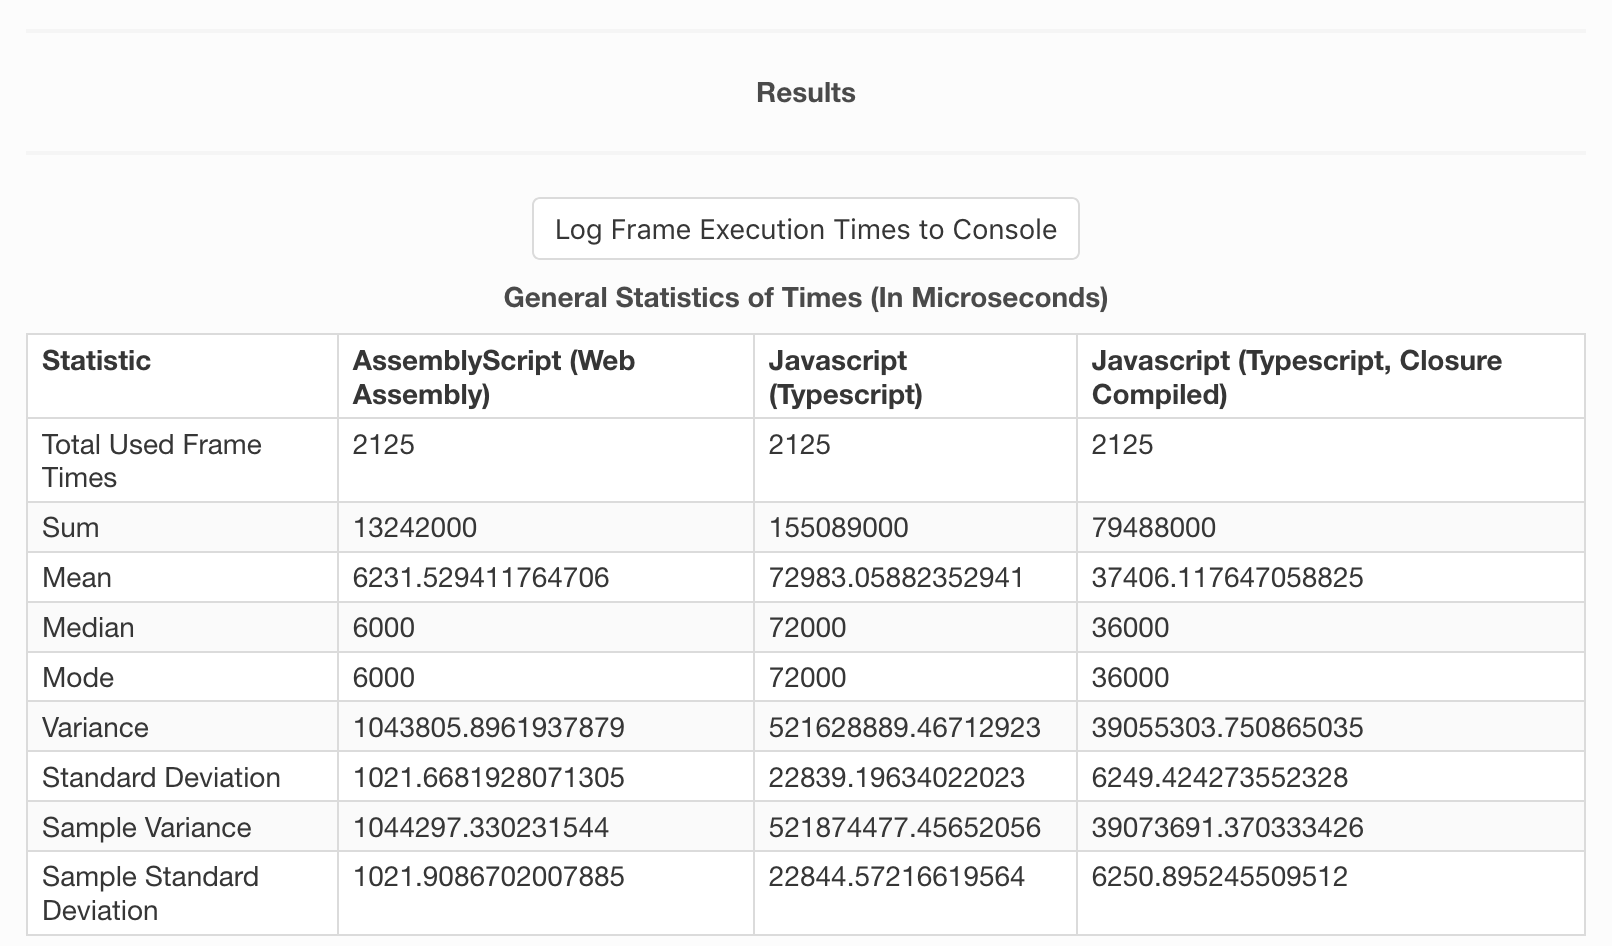 Results
Log Frame Execution Times to Console
General Statistics of Times (In Microseconds)
Statistic AssemblyScript (Web Assembly) Javascript (Typescript) Javascript (Typescript, Closure Compiled)
Total Used Frame Times 2125 2125 2125
Sum 13242000 155089000 79488000
Mean 6231.529411764706 72983.05882352941 37406.117647058825
Median 6000 72000 36000
Mode 6000 72000 36000
Variance 1043805.8961937879 521628889.46712923 39055303.750865035
Standard Deviation 1021.6681928071305 22839.19634022023 6249.424273552328
Sample Variance 1044297.330231544 521874477.45652056 39073691.370333426
Sample Standard Deviation 1021.9086702007885 22844.57216619564 6250.895245509512